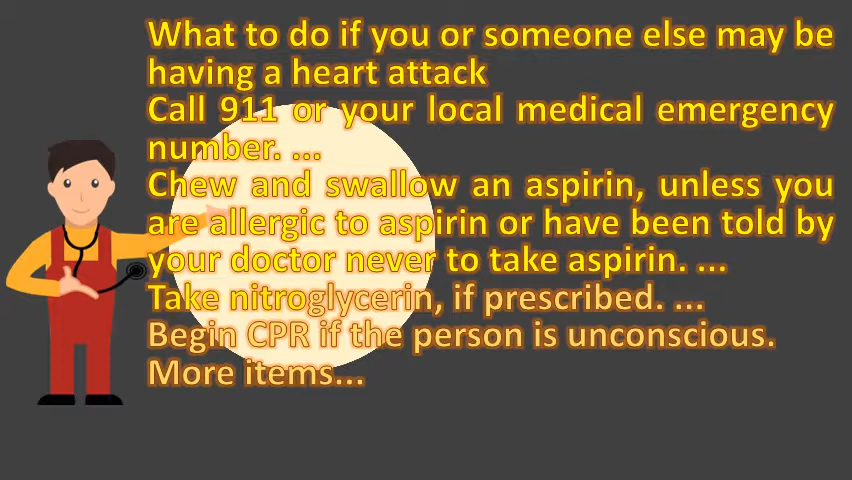 What to do if you or someone else may be
having a heart attack
Call 911 or your local medical emergency
number. ...
Chew and swallow an aspirin, unless you
are allergic to aspirin or have been told by
your doctor never to take aspirin. ...
Take nitroglycerin, if prescribed. ...
Begin CPR if the person is unconscious.
More items...